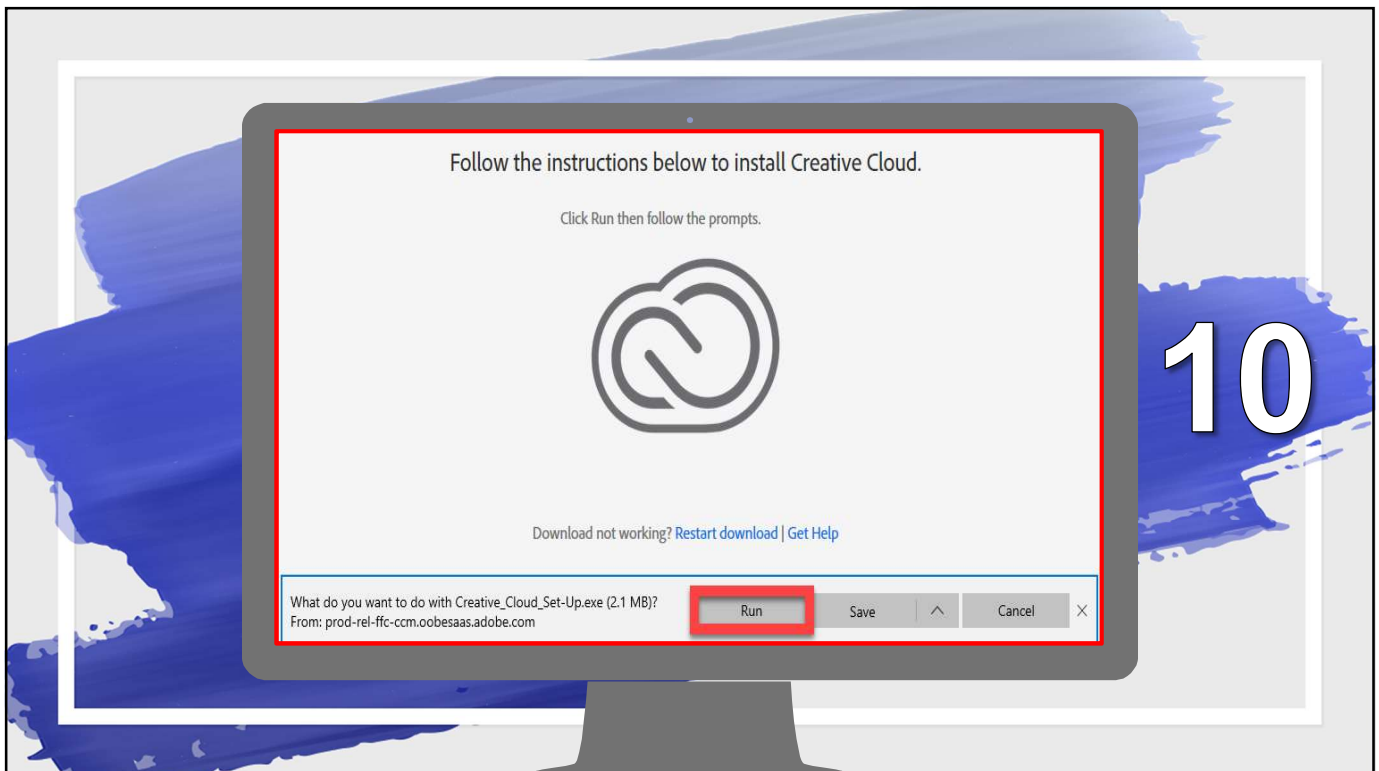 Follow the instructions below to install Creative Cloud.
Click Run then follow the prompts.
10
Download not working? Restart download | Get Help
What do you want to do with Creative_Cloud_Set-Up.exe (2.1 MB)?
From: prod-rel-ffc-ccm.oobesaas.adobe.com
Run
Save
Cancel